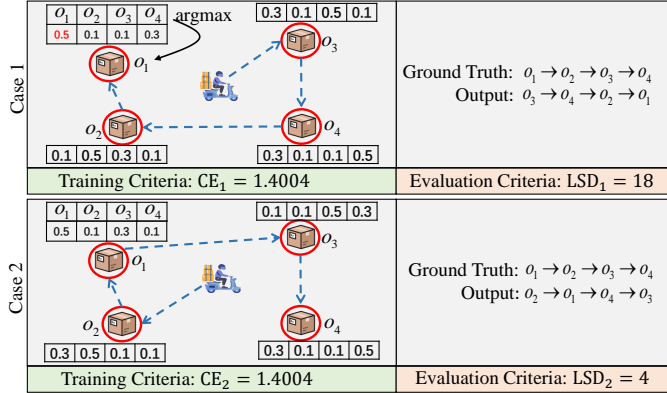 Case 1
o₁ o₂ o₃ o₄
0.5 0.1 0.1 0.3
argmax
o₁
0.3 0.1 0.5 0.1
o₃
o₂
0.1 0.5 0.3 0.1
o₄
0.3 0.1 0.1 0.5
Ground Truth: o₁ → o₂ → o₃ → o₄
Output: o₃ → o₄ → o₂ → o₁
Training Criteria: CE₁ = 1.4004
Evaluation Criteria: LSD₁ = 18
Case 2
o₁ o₂ o₃ o₄
0.5 0.1 0.3 0.1
o₁
0.1 0.1 0.5 0.3
o₃
o₂
0.3 0.5 0.1 0.1
o₄
0.3 0.1 0.1 0.5
Ground Truth: o₁ → o₂ → o₃ → o₄
Output: o₂ → o₁ → o₄ → o₃
Training Criteria: CE₂ = 1.4004
Evaluation Criteria: LSD₂ = 4